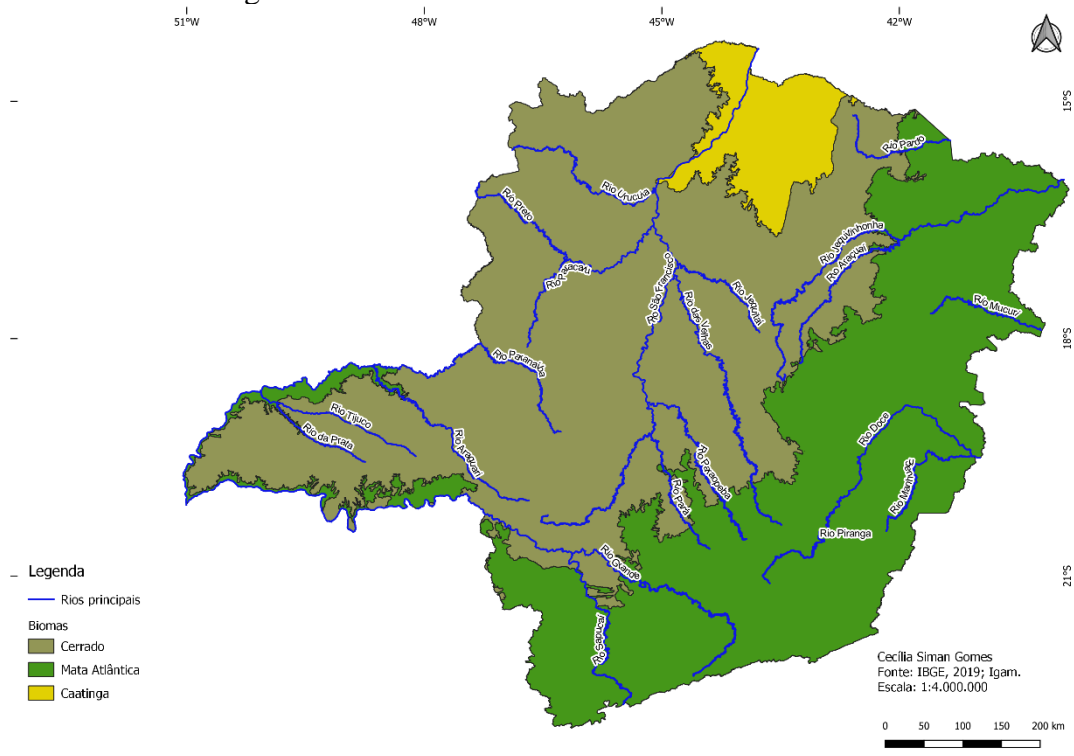 51°W
48°W
45°W
42°W
15°S
18°S
21°S
Rio Pardo
Rio Urucuia
Rio Preto
Rio Paracatu
Rio Jequitinhonha
Rio Araçuaí
Rio São Francisco
Rio das Velhas
Rio Jequitaí
Rio Mucuri
Rio Paranaíba
Rio Tijuco
Rio da Prata
Rio Araguari
Rio Doce
Rio Manhuaç
Rio Paraopeba
Rio Pará
Rio Piranga
Rio Grande
Rio Sapucaí
Legenda
Rios principais
Biomas
Cerrado
Mata Atlântica
Caatinga
Cecília Siman Gomes
Fonte: IBGE, 2019; Igam.
Escala: 1:4.000.000
0 50 100 150 200 km